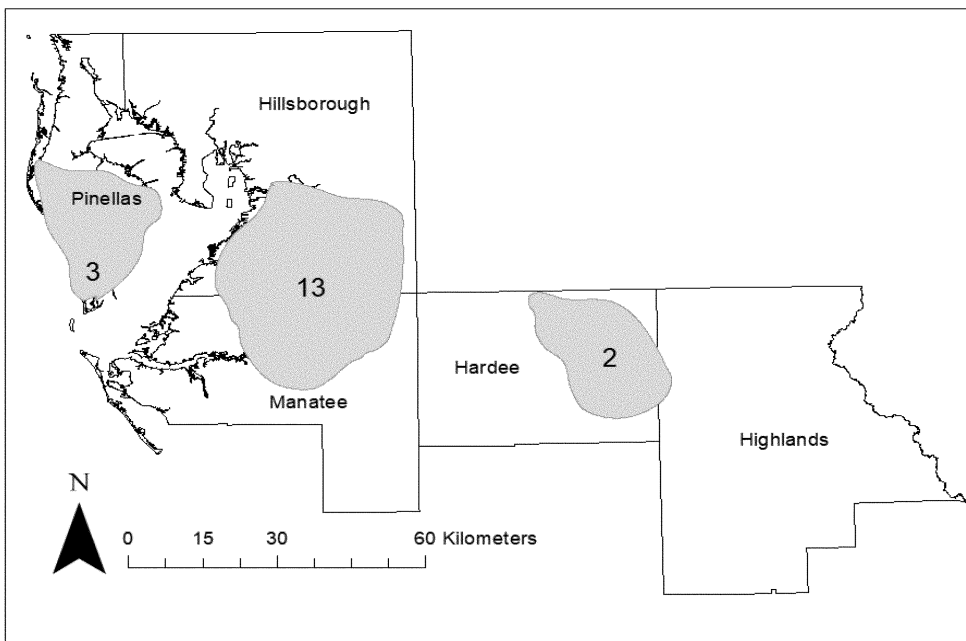 Hillsborough
Pinellas
3
13
2
Hardee
Manatee
Highlands
N
0 15 30 60 Kilometers